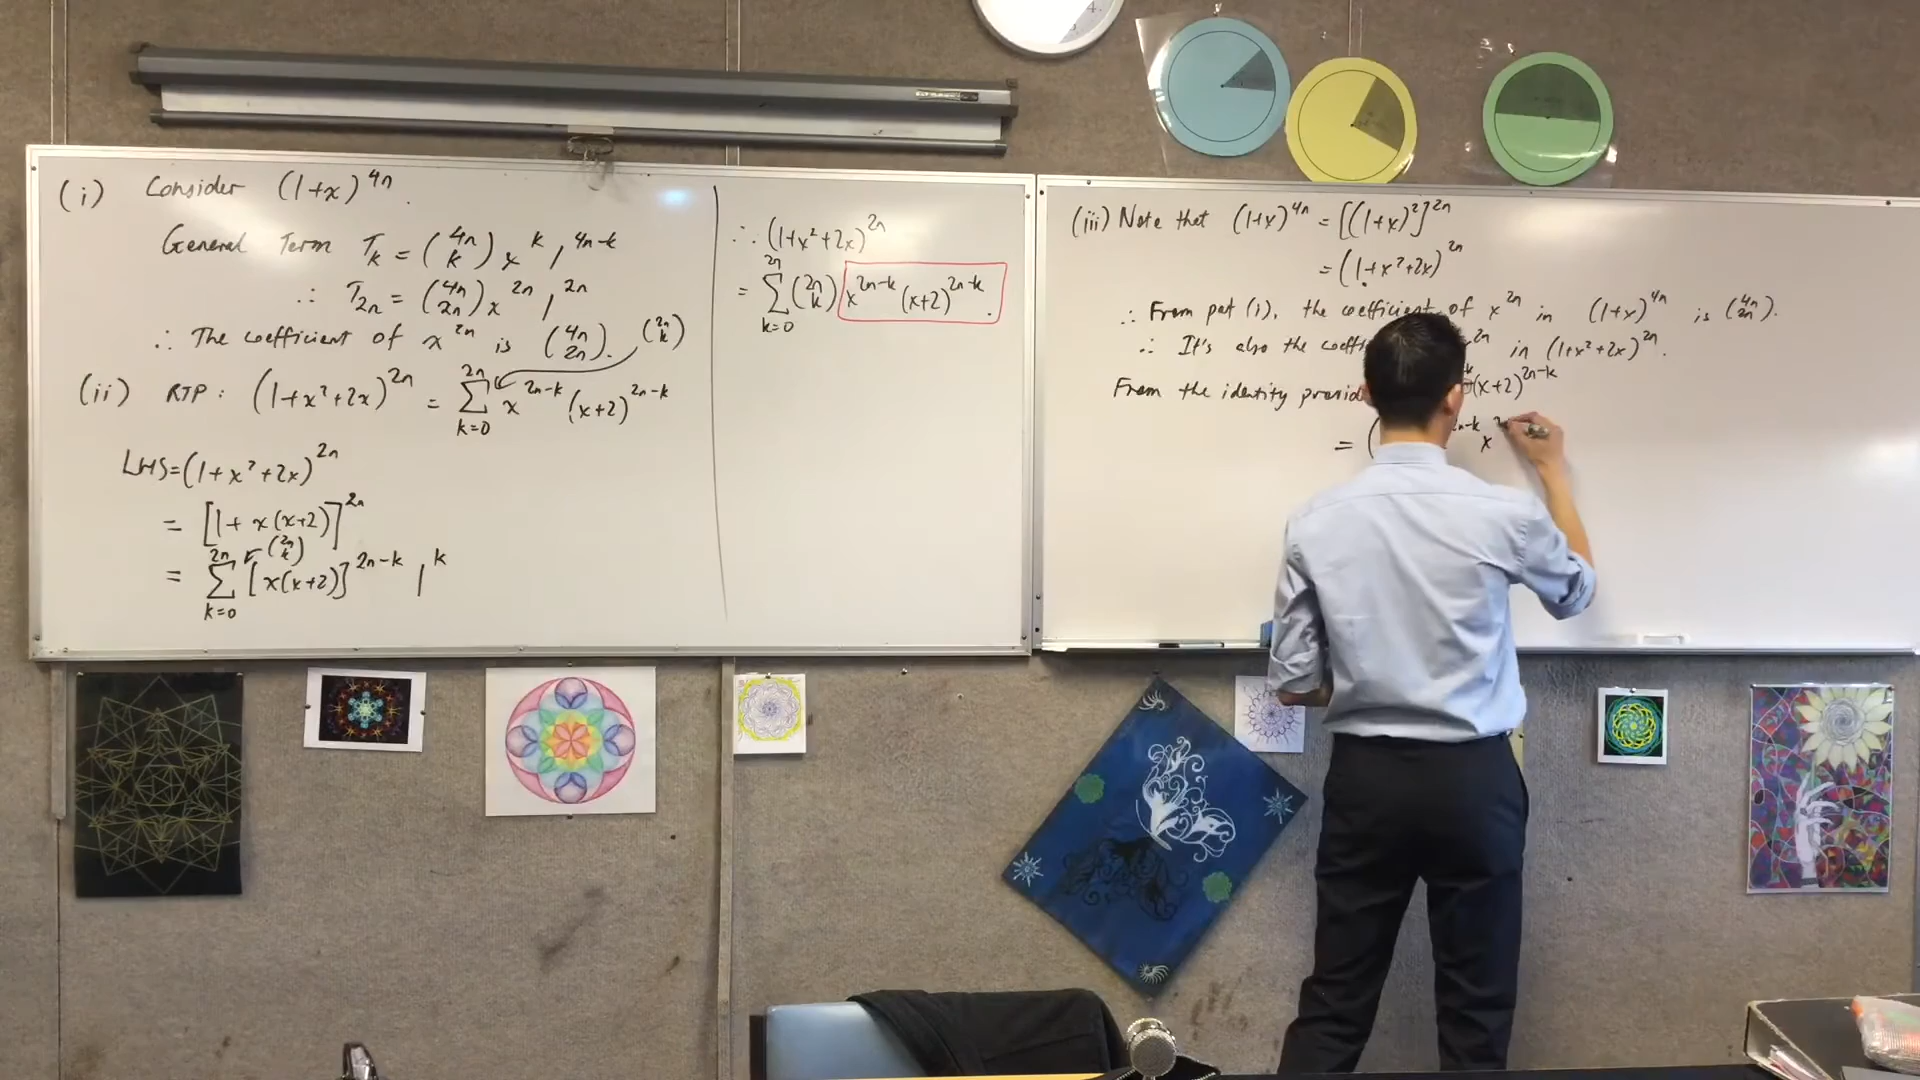 (i) Consider (1+x)^4n.
General Term T_k = (4n k) x^k 1^4n-k
∴ T_2n = (4n 2n) x^2n 1^2n
∴ The coefficient of x^2n is (4n 2n). (2n k)
(ii) RTP: (1+x²+2x)^2n = Σ_k=0^2n x^2n-k (x+2)^2n-k
LHS = (1+x²+2x)^2n
= [1+x(x+2)]^2n
(2n k)
= Σ_k=0^2n [x(x+2)]^2n-k 1^k
∴ (1+x²+2x)^2n
= Σ_k=0^2n (2n k) x^2n-k (x+2)^2n-k.
(iii) Note that (1+x)^4n = [(1+x)²]^2n
= (1+x²+2x)^2n
∴ From part (i), the coefficient of x^2n in (1+x)^4n is (4n 2n).
∴ It's also the 2n in (1+x²+2x)^2n.
From the identity (x+2)^2n-k
= ( 2n-k x